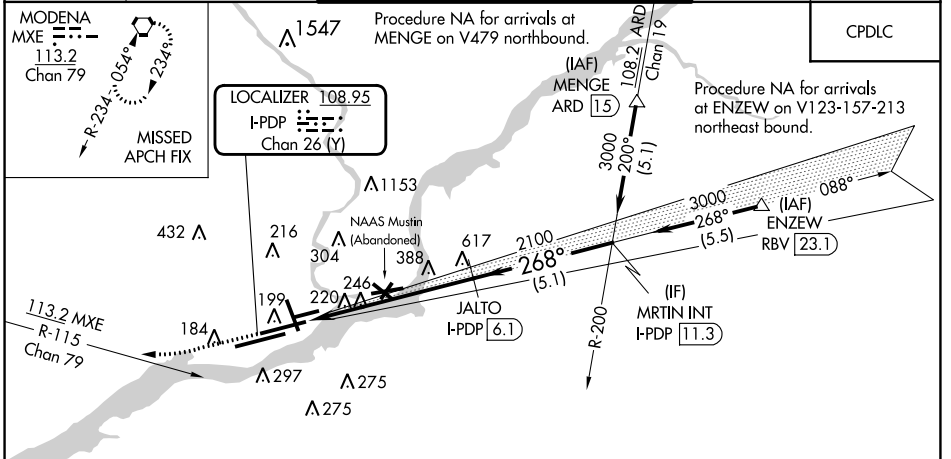 MODENA
MXE
113.2
Chan 79
R-234
054°
234°
MISSED
APCH FIX
1547
Procedure NA for arrivals at
MENGE on V479 northbound.
108.2 ARD
Chan 19
CPDLC
(IAF)
MENGE
ARD 15
Procedure NA for arrivals
at ENZEW on V123-157-213
northeast bound.
LOCALIZER 108.95
I-PDP
Chan 26 (Y)
3000
200°
(5.1)
1153
NAAS Mustin
(Abandoned)
432
216
304
388
617
2100
268°
(5.1)
3000
268°
(5.5)
088°
(IAF)
ENZEW
RBV 23.1
246
220
199
184
JALTO
I-PDP 6.1
(IF)
MRTIN INT
I-PDP 11.3
R-200
113.2 MXE
R-115
Chan 79
297
275
275